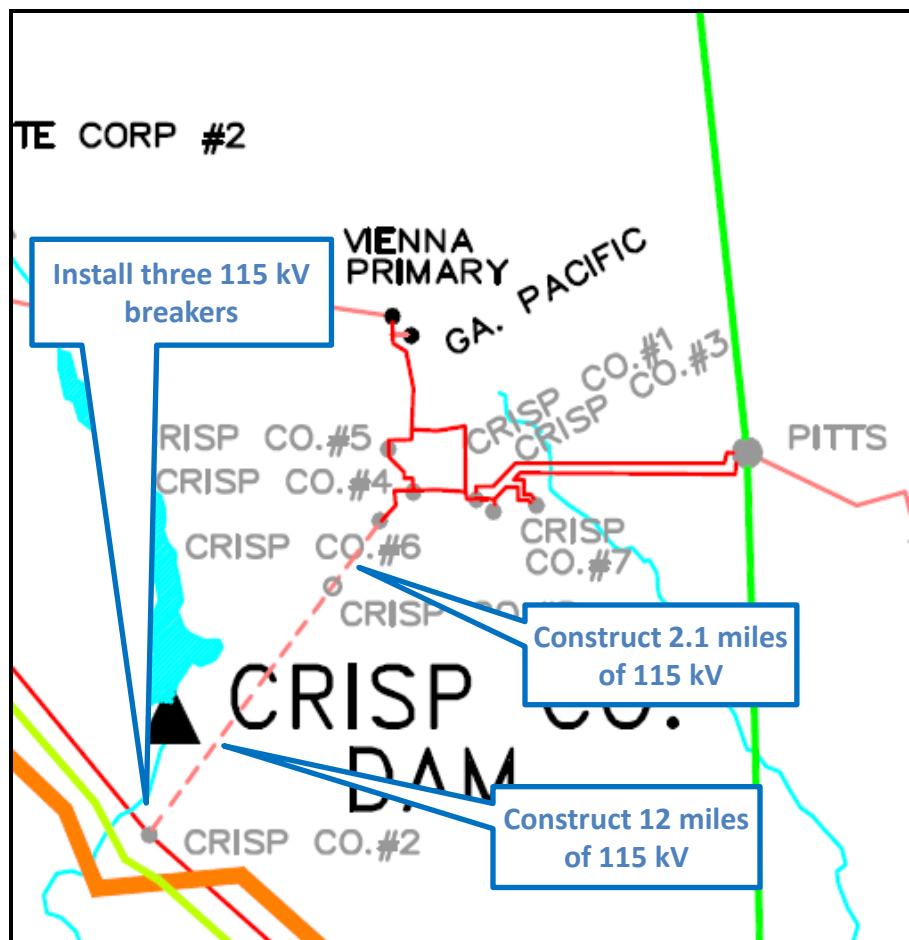 TE CORP #2
VIENNA
PRIMARY
GA. PACIFIC
Install three 115 kV
breakers
CRISP CO.#1
CRISP CO.#3
RISP CO.#5
PITTS
CRISP CO.#4
CRISP CO.#6
CRISP
CO.#7
CRISP
Construct 2.1 miles
of 115 kV
CRISP CO.
DAM
Construct 12 miles
of 115 kV
CRISP CO.#2